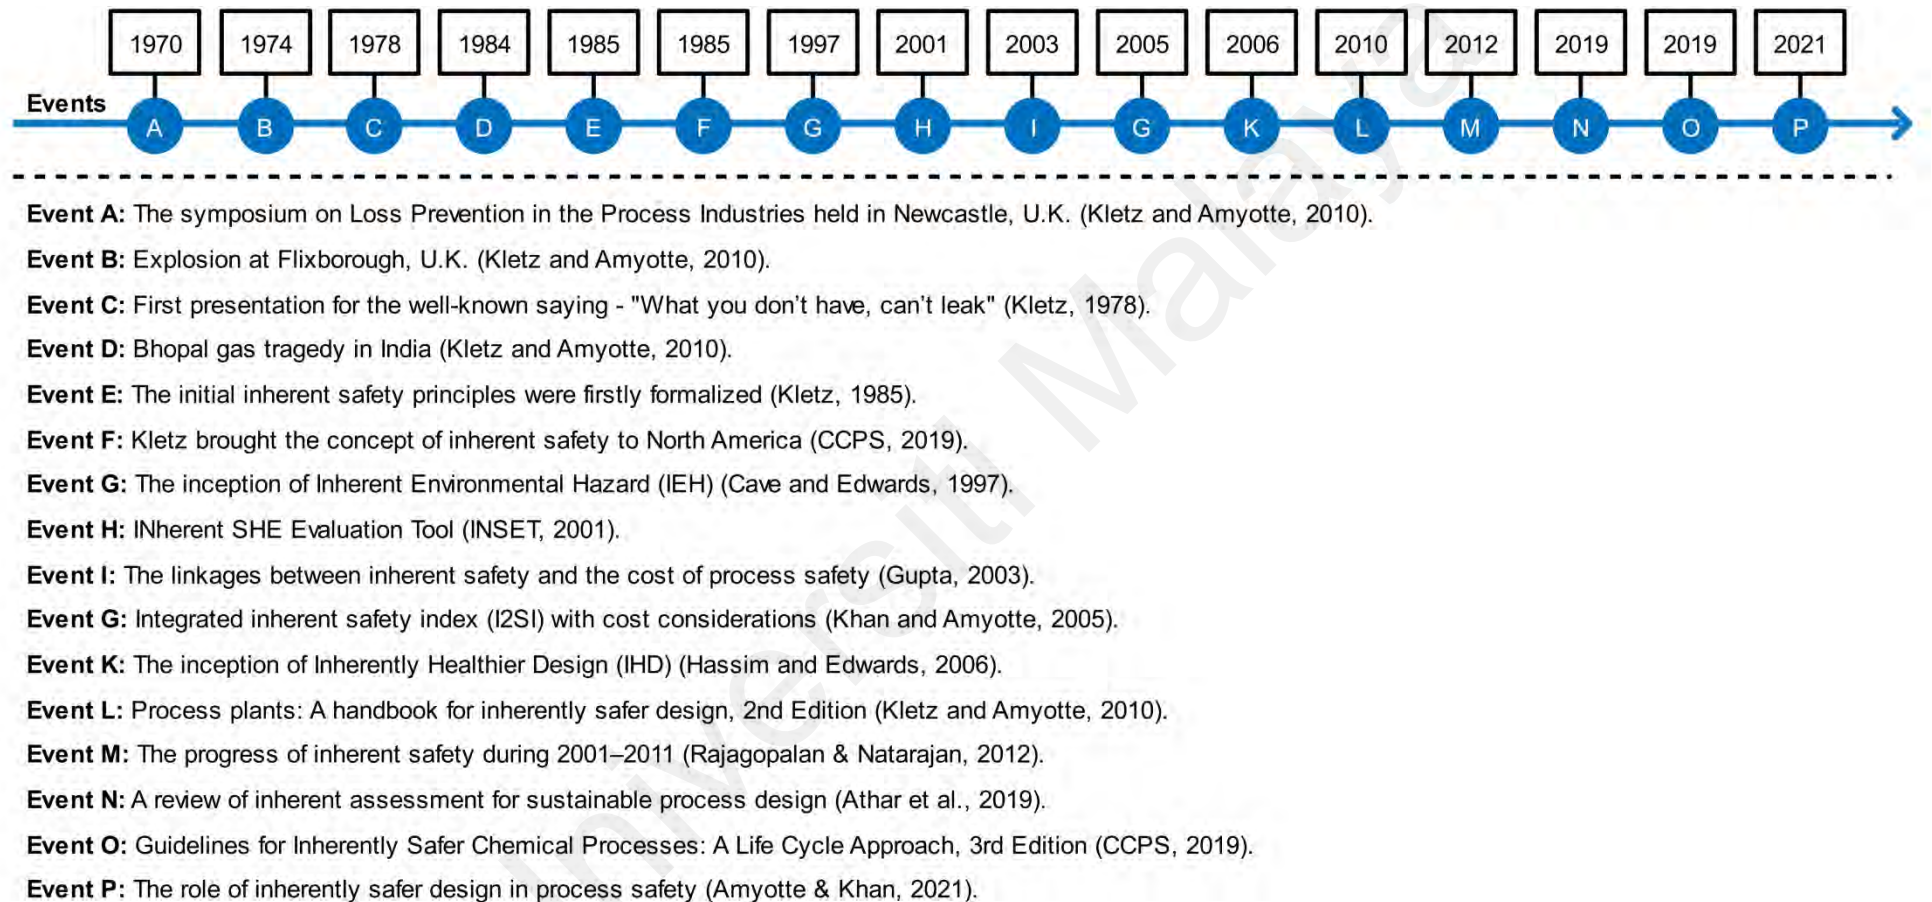 1970 1974 1978 1984 1985 1985 1997 2001 2003 2005 2006 2010 2012 2019 2019 2021
Events
A B C D E F G H I G K L M N O P
Event A: The symposium on Loss Prevention in the Process Industries held in Newcastle, U.K. (Kletz and Amyotte, 2010).
Event B: Explosion at Flixborough, U.K. (Kletz and Amyotte, 2010).
Event C: First presentation for the well-known saying - "What you don't have, can't leak" (Kletz, 1978).
Event D: Bhopal gas tragedy in India (Kletz and Amyotte, 2010).
Event E: The initial inherent safety principles were firstly formalized (Kletz, 1985).
Event F: Kletz brought the concept of inherent safety to North America (CCPS, 2019).
Event G: The inception of Inherent Environmental Hazard (IEH) (Cave and Edwards, 1997).
Event H: INherent SHE Evaluation Tool (INSET, 2001).
Event I: The linkages between inherent safety and the cost of process safety (Gupta, 2003).
Event G: Integrated inherent safety index (I2SI) with cost considerations (Khan and Amyotte, 2005).
Event K: The inception of Inherently Healthier Design (IHD) (Hassim and Edwards, 2006).
Event L: Process plants: A handbook for inherently safer design, 2nd Edition (Kletz and Amyotte, 2010).
Event M: The progress of inherent safety during 2001–2011 (Rajagopalan & Natarajan, 2012).
Event N: A review of inherent assessment for sustainable process design (Athar et al., 2019).
Event O: Guidelines for Inherently Safer Chemical Processes: A Life Cycle Approach, 3rd Edition (CCPS, 2019).
Event P: The role of inherently safer design in process safety (Amyotte & Khan, 2021).
niversiti Malaya